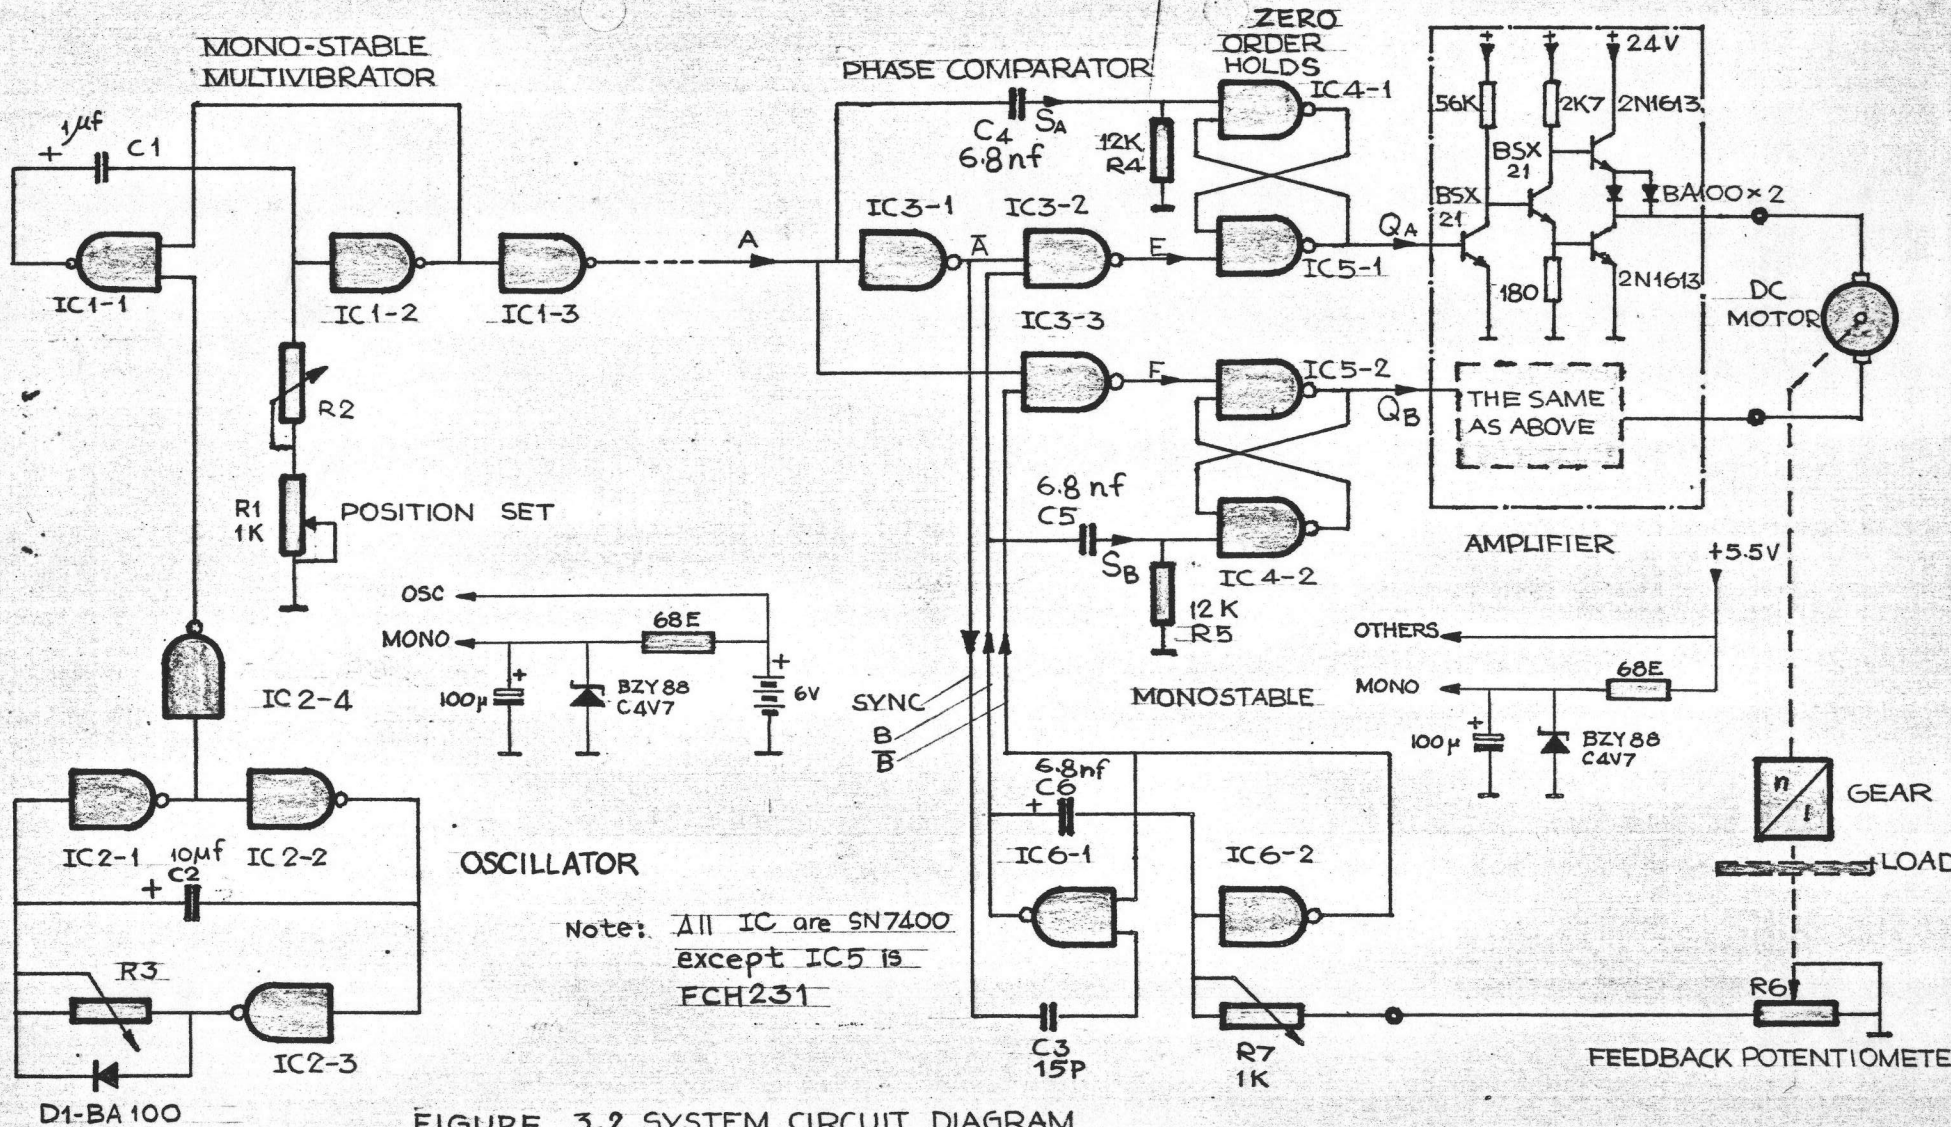 MONO-STABLE
MULTIVIBRATOR
PHASE COMPARATOR
ZERO
ORDER
HOLDS
1µf
+
C1
IC1-1
IC1-2
IC1-3
R2
R1
1K
POSITION SET
A
C4
6.8nf
SA
12K
R4
IC4-1
IC3-1
A
IC3-2
E
IC5-1
QA
IC3-3
F
IC5-2
QB
6.8nf
C5
SB
IC4-2
12K
R5
+ + + 24V
56K
2K7
2N1613
BSX
21
BSX
21
BA100×2
180
2N1613
THE SAME
AS ABOVE
AMPLIFIER
DC
MOTOR
OSC
MONO
68E
+
100µ
BZY88
C4V7
+
6V
SYNC
B
B
MONOSTABLE
+5.5V
OTHERS
MONO
68E
+
100µ
BZY88
C4V7
IC2-4
IC2-1
IC2-2
10µf
+
C2
OSCILLATOR
R3
IC2-3
D1-BA100
Note: All IC are SN7400
except IC5 is
FCH231
6.8nf
C6
+
IC6-1
IC6-2
C3
15P
R7
1K
n
1
GEAR
LOAD
R6
FEEDBACK POTENTIOMETE
FIGURE 3.2 SYSTEM CIRCUIT DIAGRAM